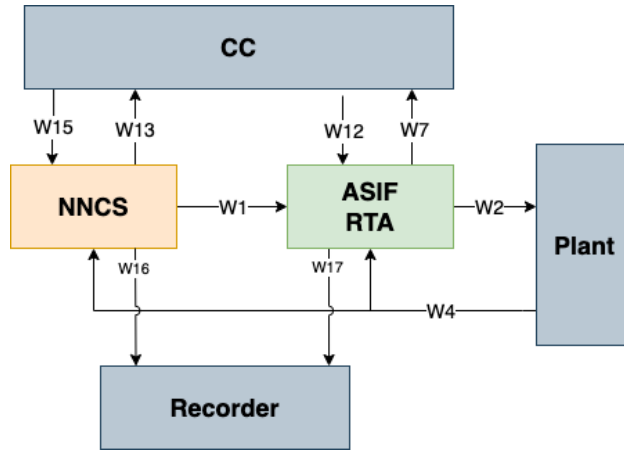 CC
W15
W13
W12
W7
NNCS
W1
ASIF
RTA
W2
Plant
W16
W17
W4
Recorder